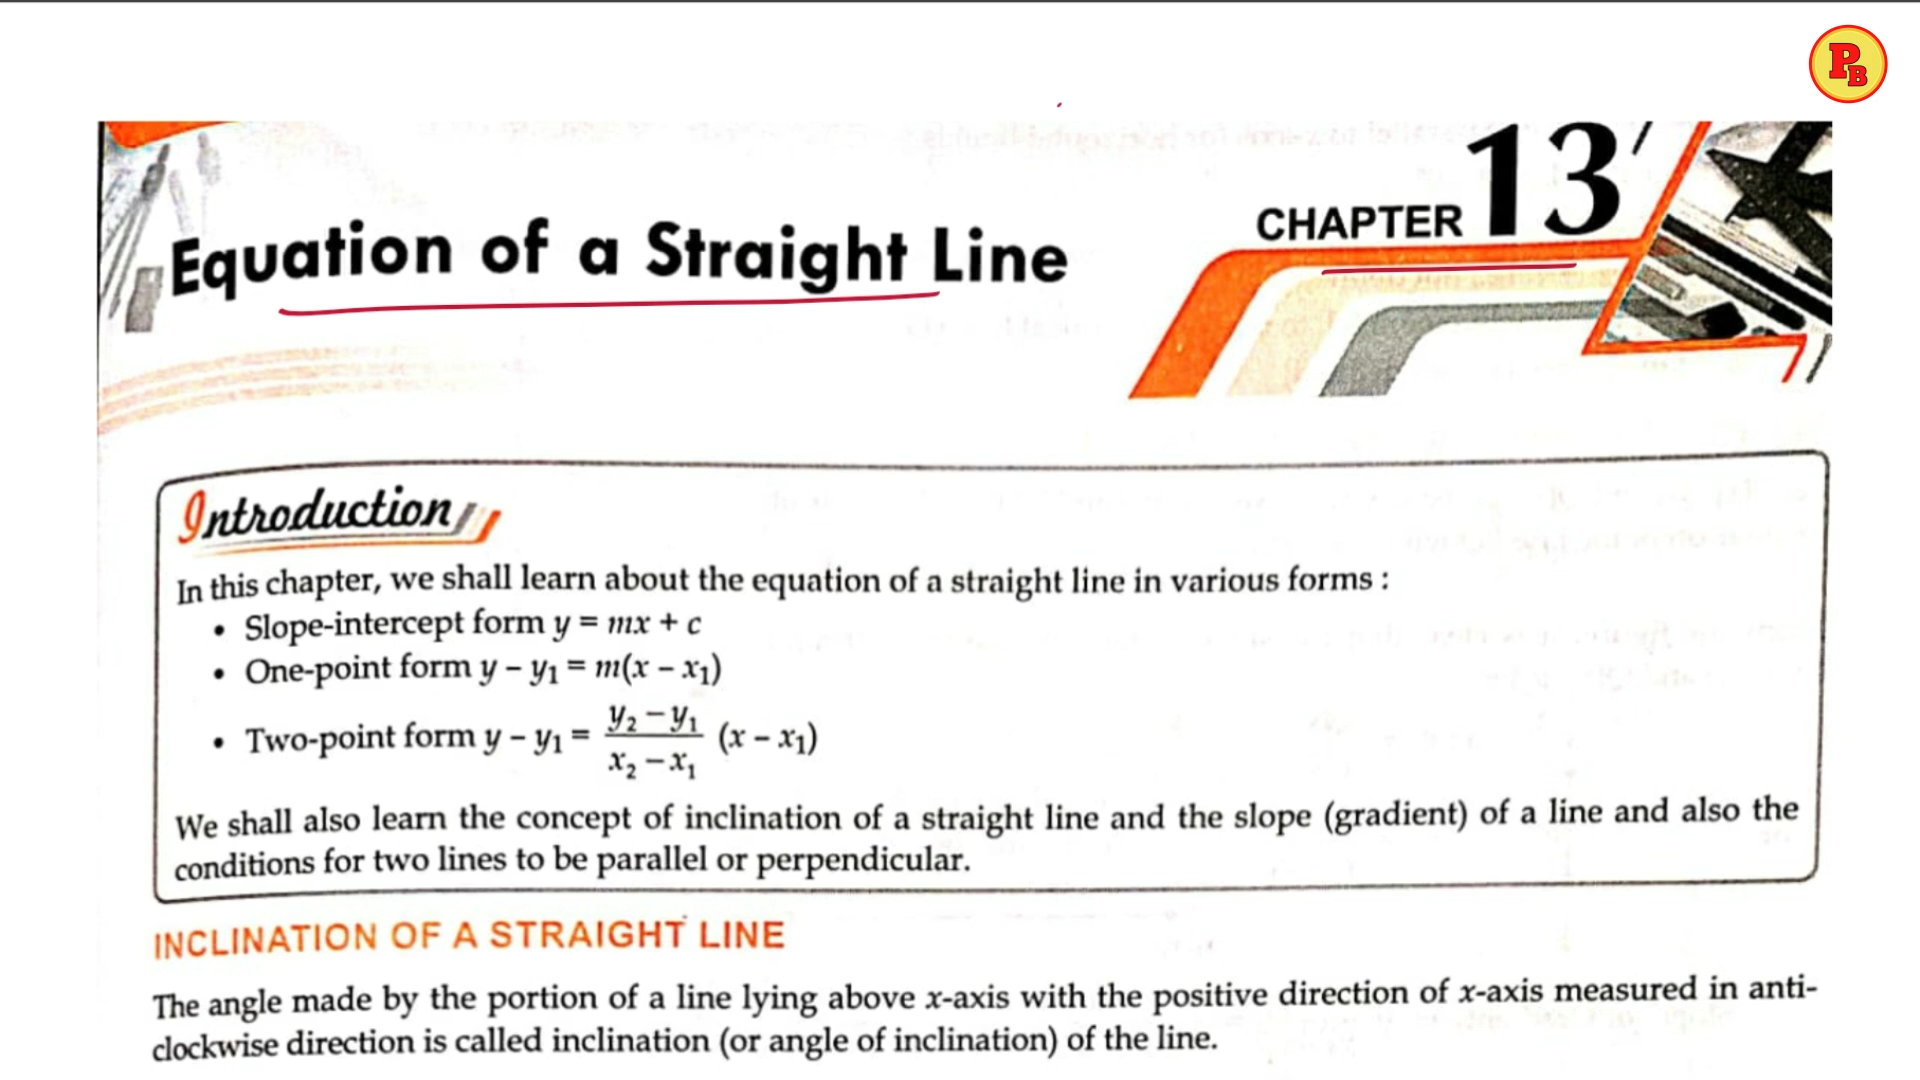 PB
CHAPTER 13
Equation of a Straight Line
Introduction
In this chapter, we shall learn about the equation of a straight line in various forms :
• Slope-intercept form y = mx + c
• One-point form y – y₁ = m(x – x₁)
• Two-point form y – y₁ = (y₂ – y₁)/(x₂ – x₁) (x – x₁)
We shall also learn the concept of inclination of a straight line and the slope (gradient) of a line and also the
conditions for two lines to be parallel or perpendicular.
INCLINATION OF A STRAIGHT LINE
The angle made by the portion of a line lying above x-axis with the positive direction of x-axis measured in anti-
clockwise direction is called inclination (or angle of inclination) of the line.